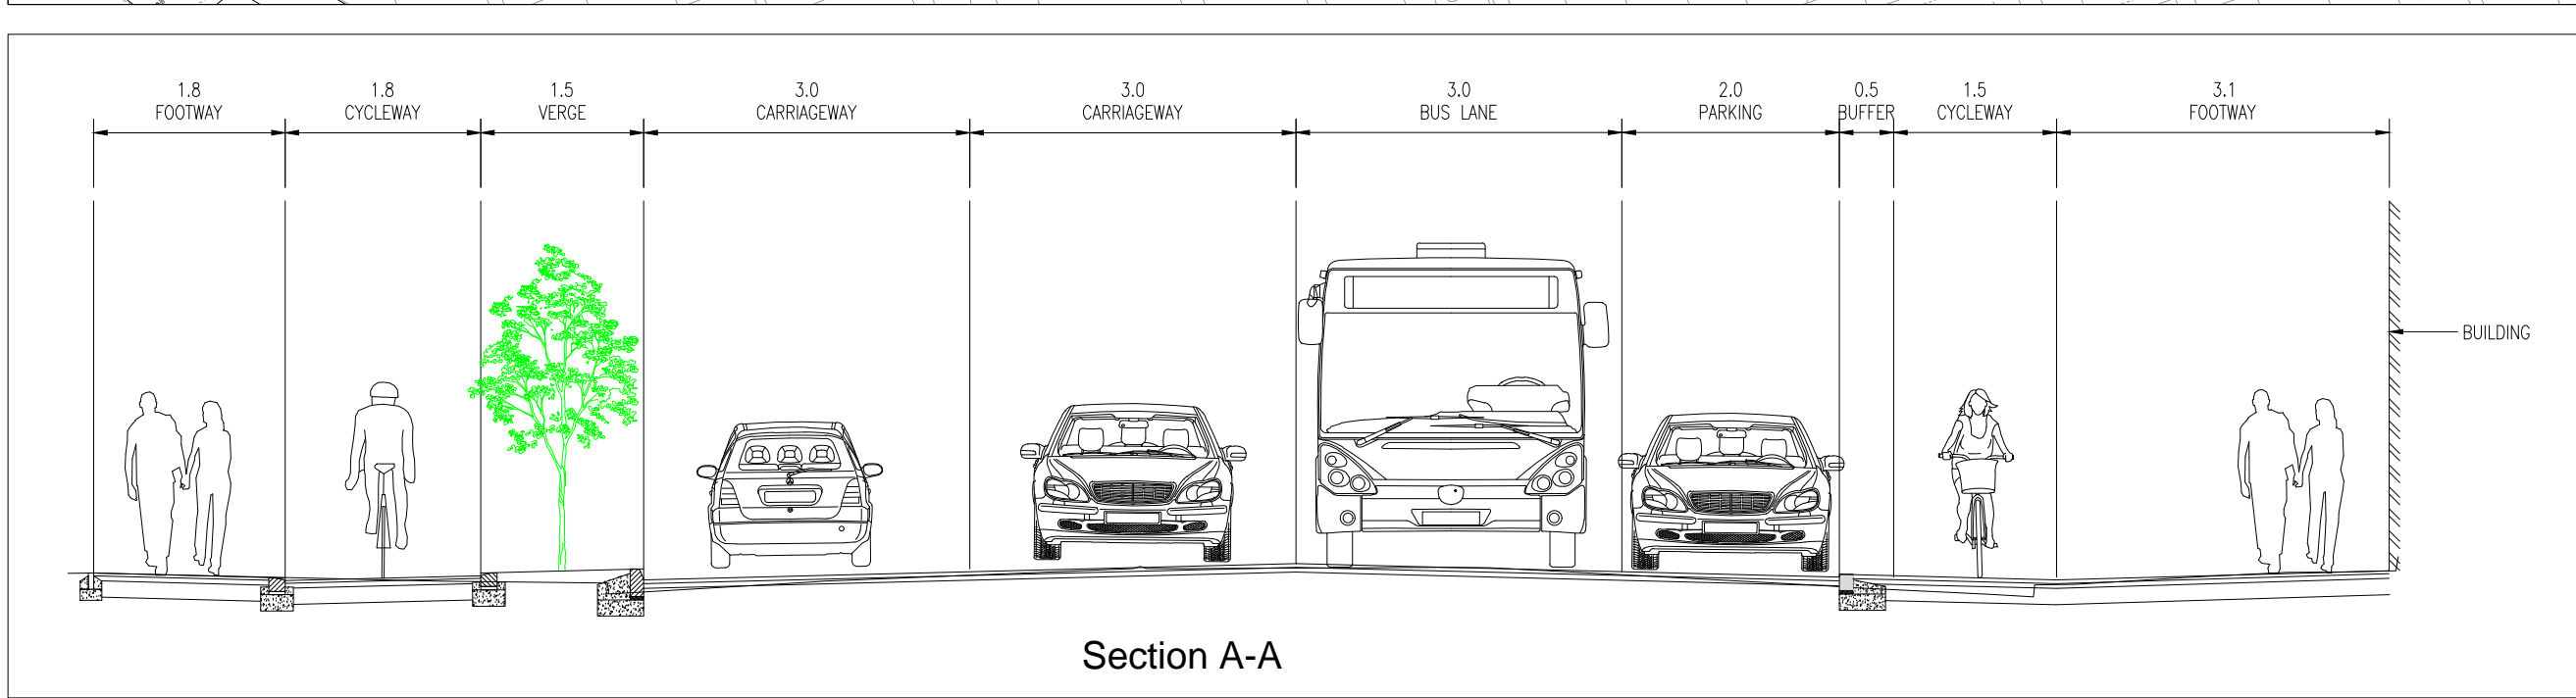 1.8
FOOTWAY
1.8
CYCLEWAY
1.5
VERGE
3.0
CARRIAGEWAY
3.0
CARRIAGEWAY
3.0
BUS LANE
2.0
PARKING
0.5
BUFFER
1.5
CYCLEWAY
3.1
FOOTWAY
BUILDING
Section A-A